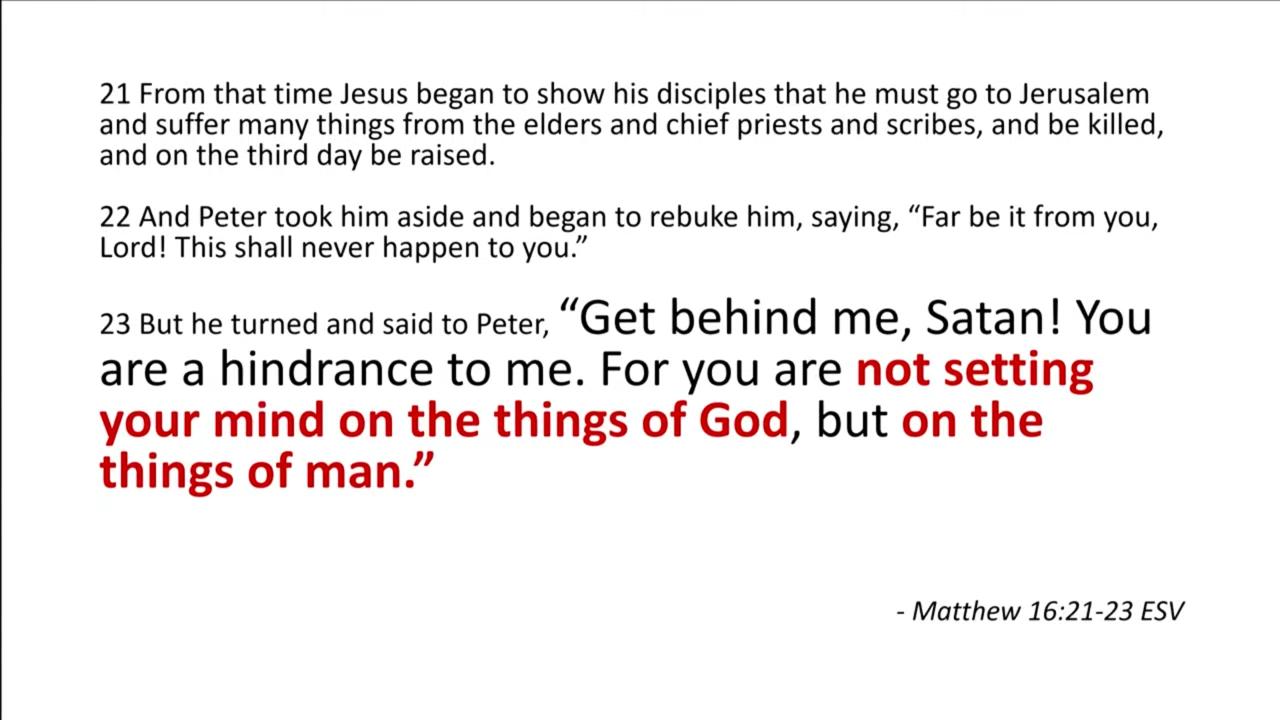 21 From that time Jesus began to show his disciples that he must go to Jerusalem
and suffer many things from the elders and chief priests and scribes, and be killed,
and on the third day be raised.
22 And Peter took him aside and began to rebuke him, saying, “Far be it from you,
Lord! This shall never happen to you.”
23 But he turned and said to Peter, “Get behind me, Satan! You
are a hindrance to me. For you are not setting
your mind on the things of God, but on the
things of man.”
- Matthew 16:21-23 ESV